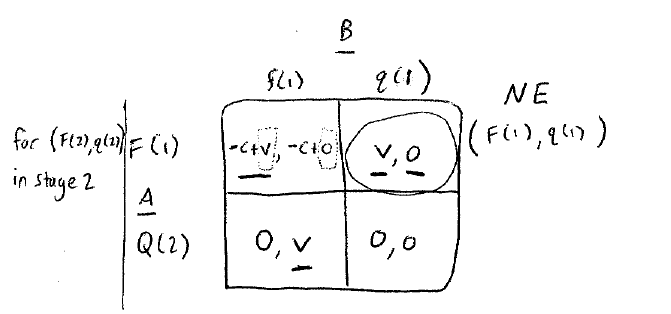 B
f(1) q(1)
NE
for (F(2),q(2)) F(1) -c+v, -c+0 v, 0 (F(1), q(1))
in stage 2
A
Q(2) 0, v 0, 0